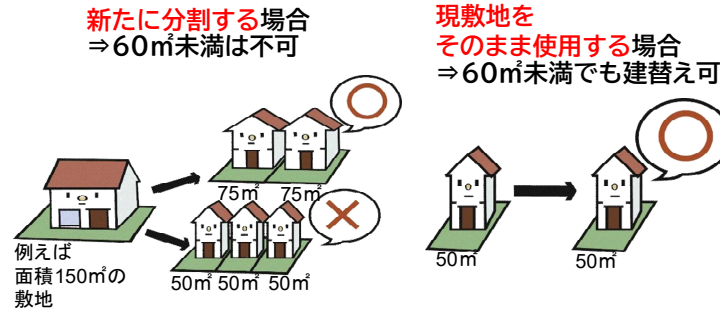 新たに分割する場合
⇒60㎡未満は不可
現敷地を
そのまま使用する場合
⇒60㎡未満でも建替え可
75㎡ 75㎡
例えば
面積150㎡の
敷地
50㎡ 50㎡ 50㎡
50㎡
50㎡